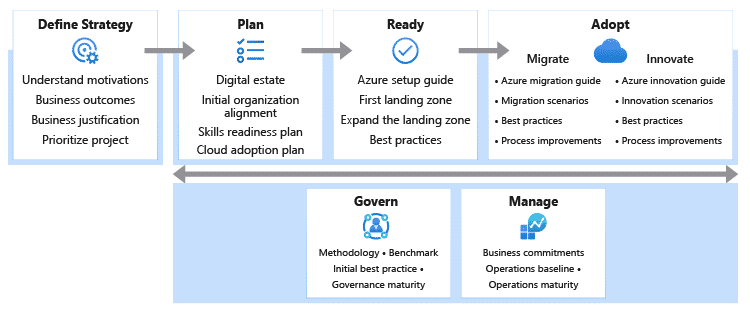 Define Strategy
Understand motivations
Business outcomes
Business justification
Prioritize project
Plan
Digital estate
Initial organization
alignment
Skills readiness plan
Cloud adoption plan
Ready
Azure setup guide
First landing zone
Expand the landing zone
Best practices
Adopt
Migrate
• Azure migration guide
• Migration scenarios
• Best practices
• Process improvements
Innovate
• Azure innovation guide
• Innovation scenarios
• Best practices
• Process improvements
Govern
Methodology • Benchmark
Initial best practice •
Governance maturity
Manage
Business commitments
Operations baseline •
Operations maturity